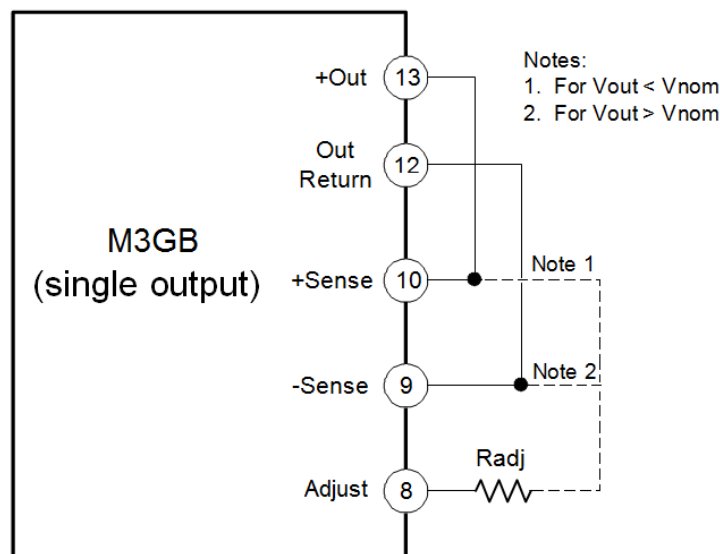 Notes:
1. For Vout < Vnom
2. For Vout > Vnom
+Out
13
Out
Return
12
M3GB
(single output)
+Sense
10
Note 1
-Sense
9
Note 2
Adjust
8
Radj